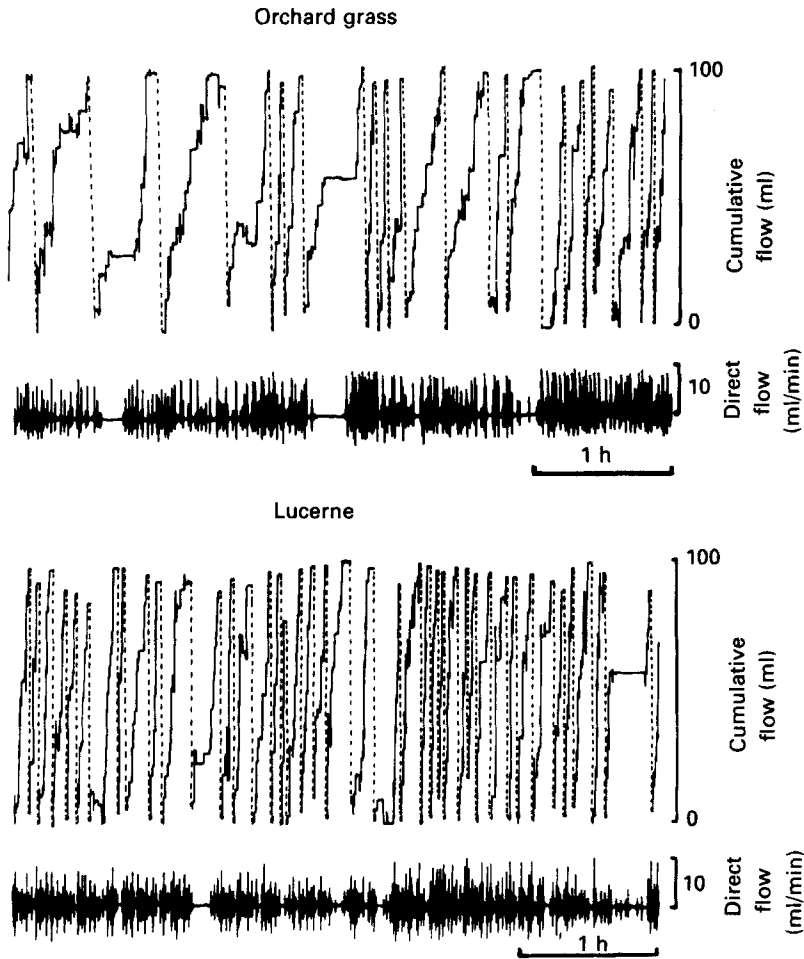 Orchard grass
100
Cumulative
flow (ml)
0
10
Direct
flow
(ml/min)
1 h
Lucerne
100
Cumulative
flow (ml)
0
10
Direct
flow
(ml/min)
1 h